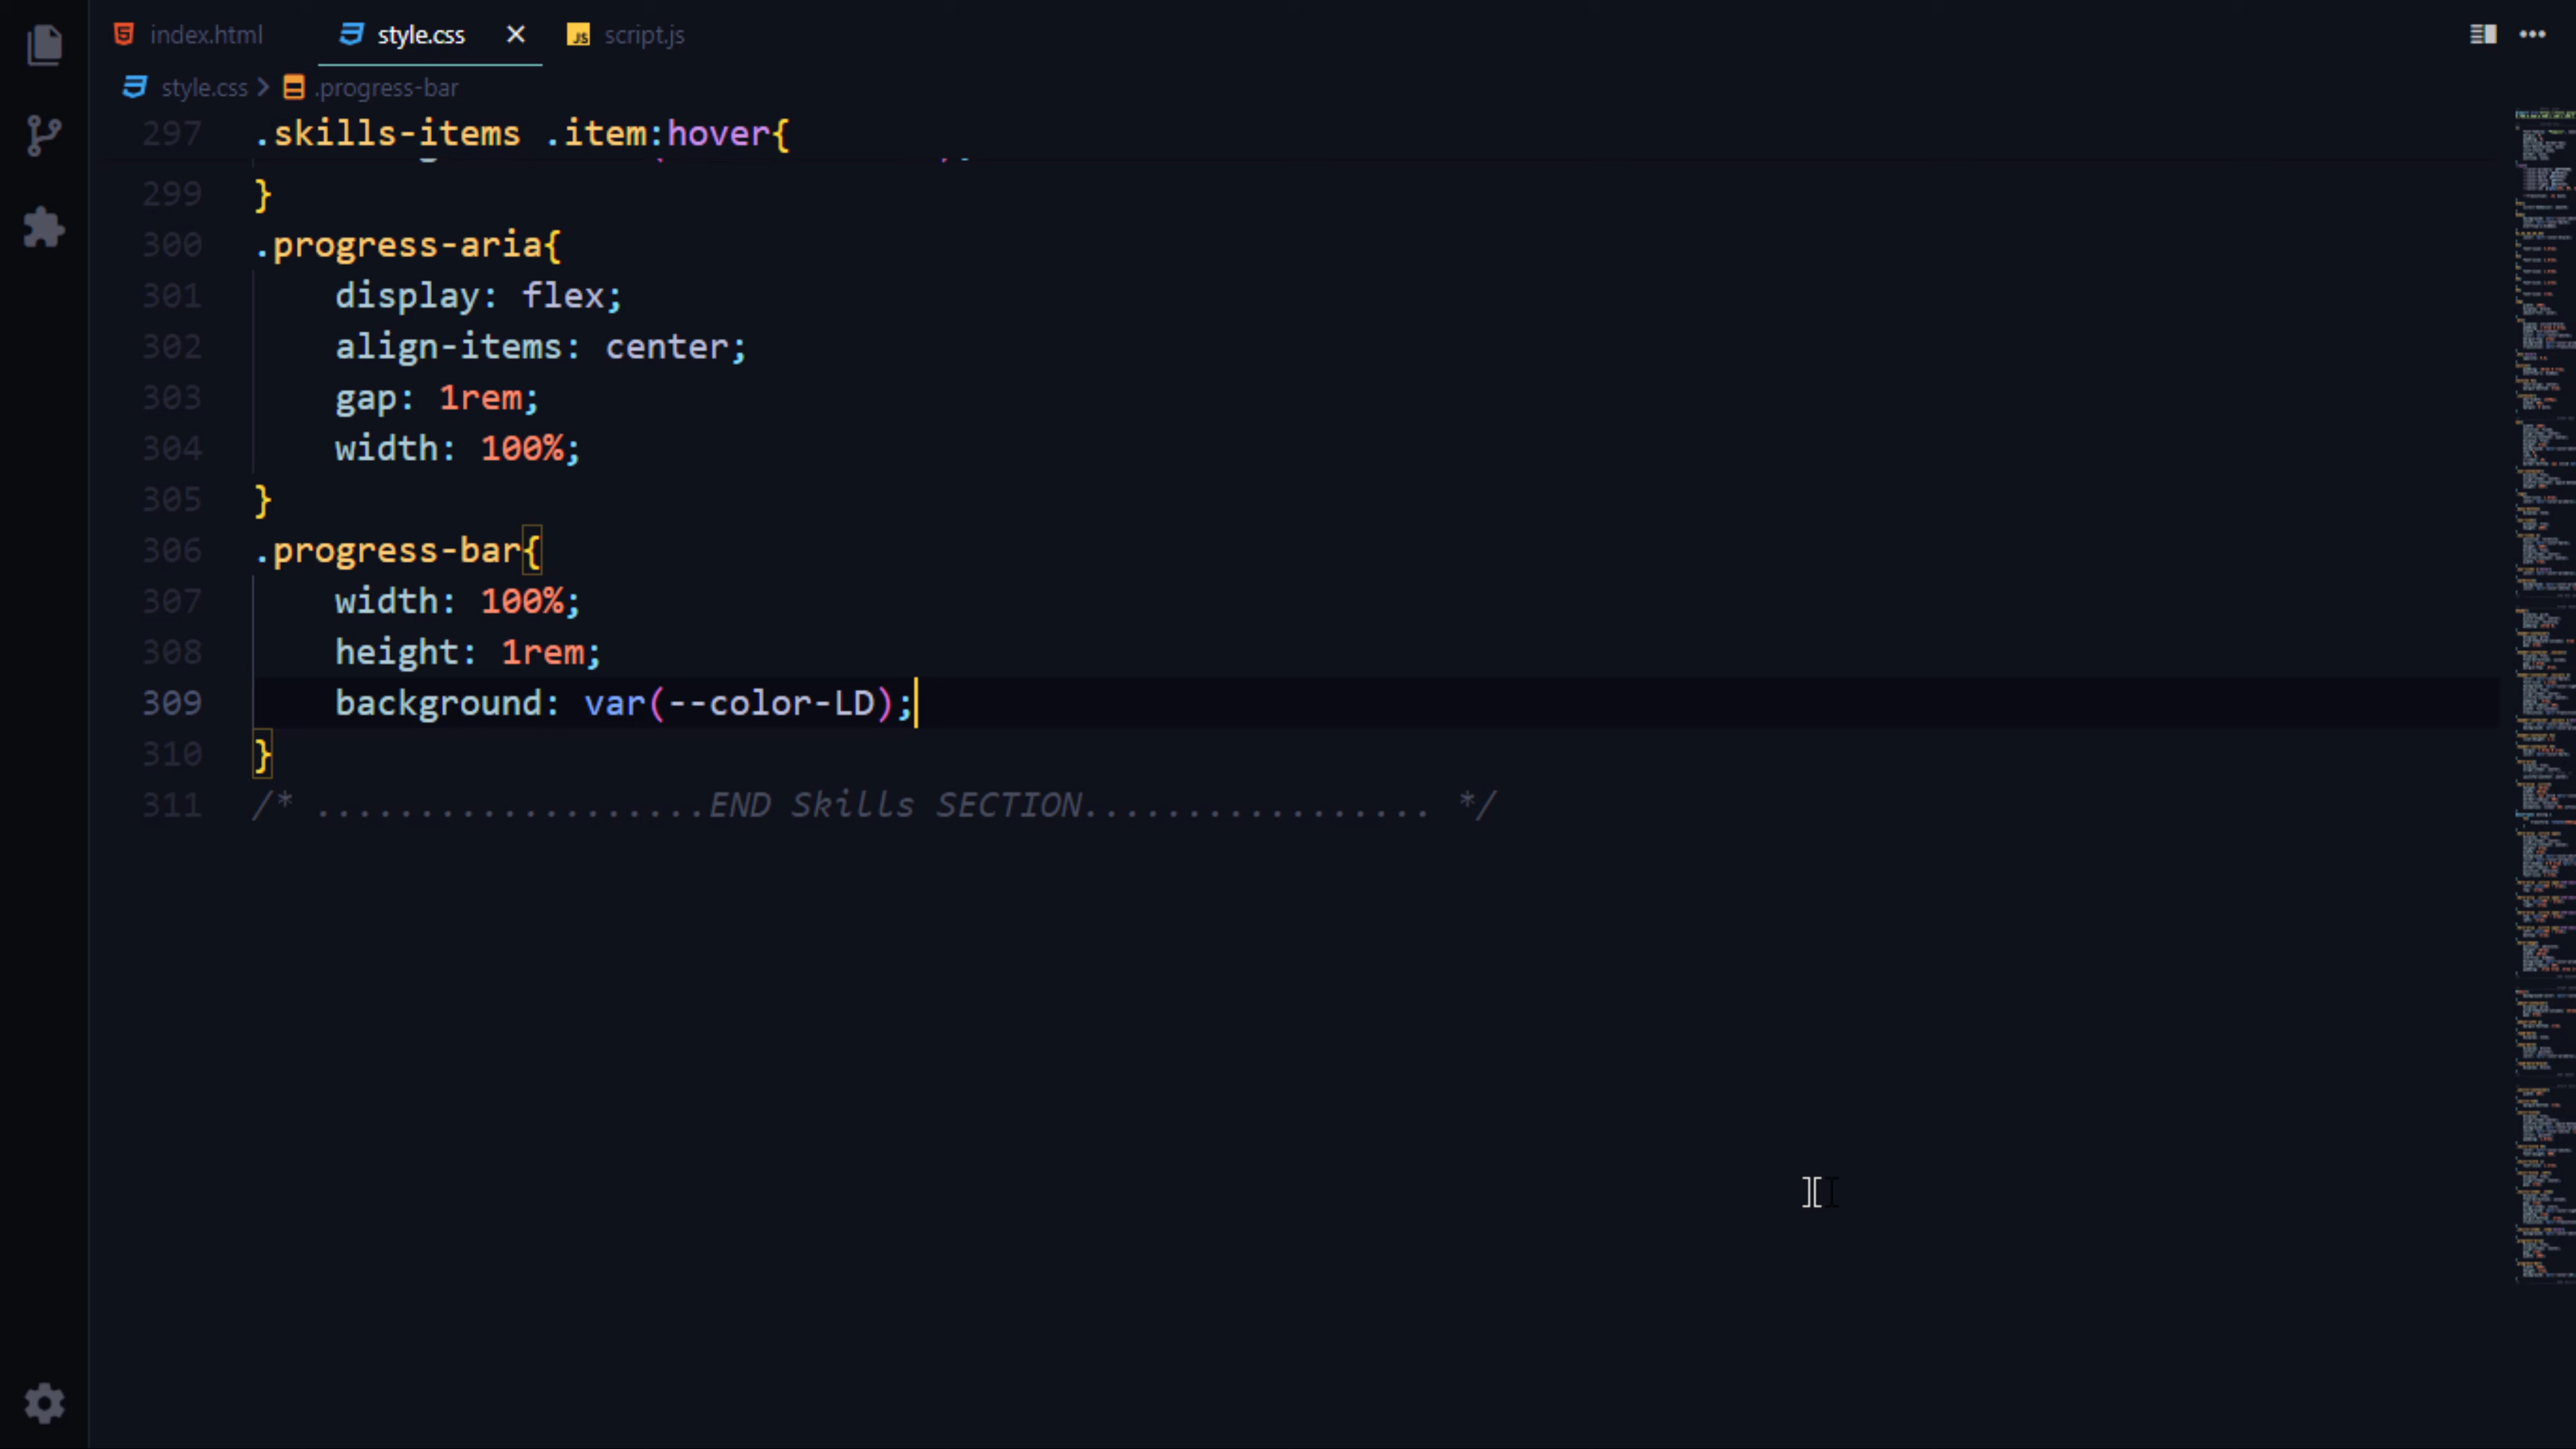 index.html style.css JS script.js
style.css .progress-bar
297 .skills-items .item:hover{
299 }
300 .progress-aria{
301 display: flex;
302 align-items: center;
303 gap: 1rem;
304 width: 100%;
305 }
306 .progress-bar{
307 width: 100%;
308 height: 1rem;
309 background: var(--color-LD);
310 }
311 /* ...................END Skills SECTION................. */